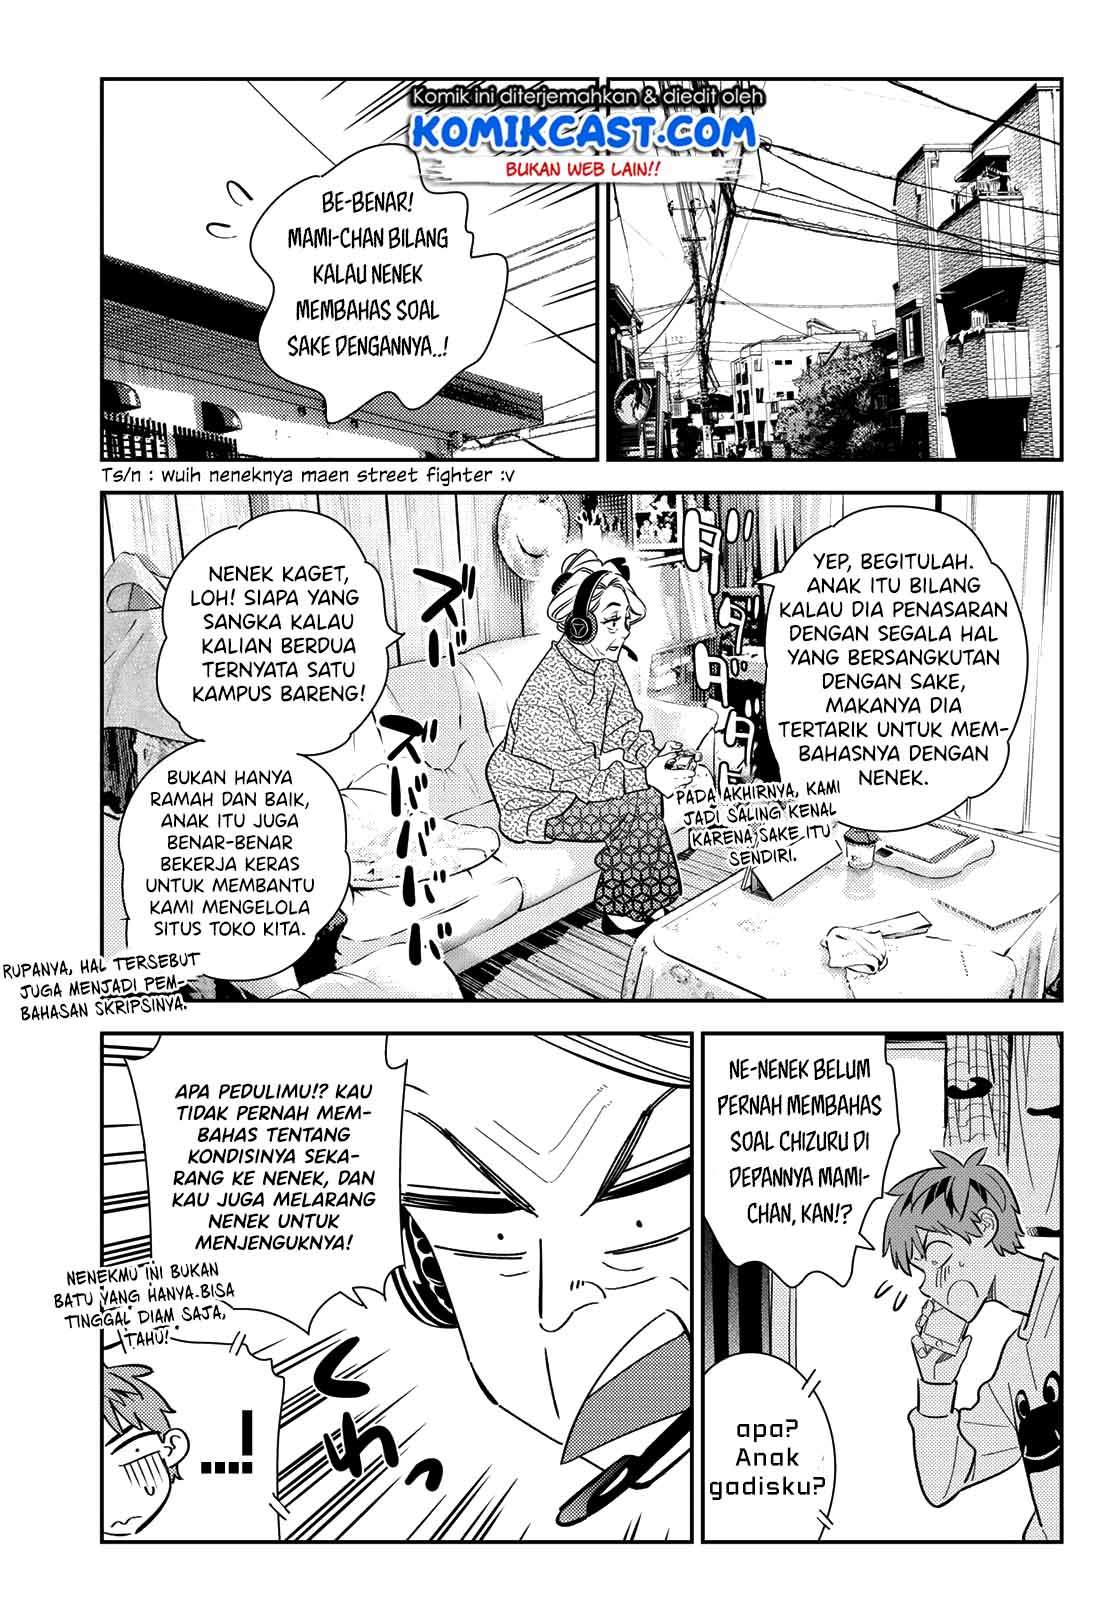 Komik ini diterjemahkan & diedit oleh
KOMIKCAST.COM
BUKAN WEB LAIN!!
BE-BENAR!
MAMI-CHAN BILANG
KALAU NENEK
MEMBAHAS SOAL
SAKE DENGANNYA..!
Ts/n : wuih neneknya maen street fighter :v
YEP, BEGITULAH.
ANAK ITU BILANG
KALAU DIA PENASARAN
DENGAN SEGALA HAL
YANG BERSANGKUTAN
DENGAN SAKE,
MAKANYA DIA
TERTARIK UNTUK MEM-
BAHASNYA DENGAN
NENEK.
PADA AKHIRNYA, KAMI
JADI SALING KENAL
KARENA SAKE ITU
SENDIRI.
ダダダダダ
NENEK KAGET,
LOH! SIAPA YANG
SANGKA KALAU
KALIAN BERDUA
TERNYATA SATU
KAMPUS BARENG!
BUKAN HANYA
RAMAH DAN BAIK,
ANAK ITU JUGA
BENAR-BENAR
BEKERJA KERAS
UNTUK MEMBANTU
KAMI MENGELOLA
SITUS TOKO KITA.
RUPANYA, HAL TERSEBUT
JUGA MENJADI PEM-
BAHASAN SKRIPSINYA.
NE-NENEK BELUM
PERNAH MEMBAHAS
SOAL CHIZURU DI
DEPANNYA MAMI-
CHAN, KAN!?
apa?
Anak
gadisku?
APA PEDULIMU!? KAU
TIDAK PERNAH MEM-
BAHAS TENTANG
KONDISINYA SEKA-
RANG KE NENEK, DAN
KAU JUGA MELARANG
NENEK UNTUK
MENJENGUKNYA!
NENEKMU INI BUKAN
BATU YANG HANYA BISA
TINGGAL DIAM SAJA,
TAHU!
....!